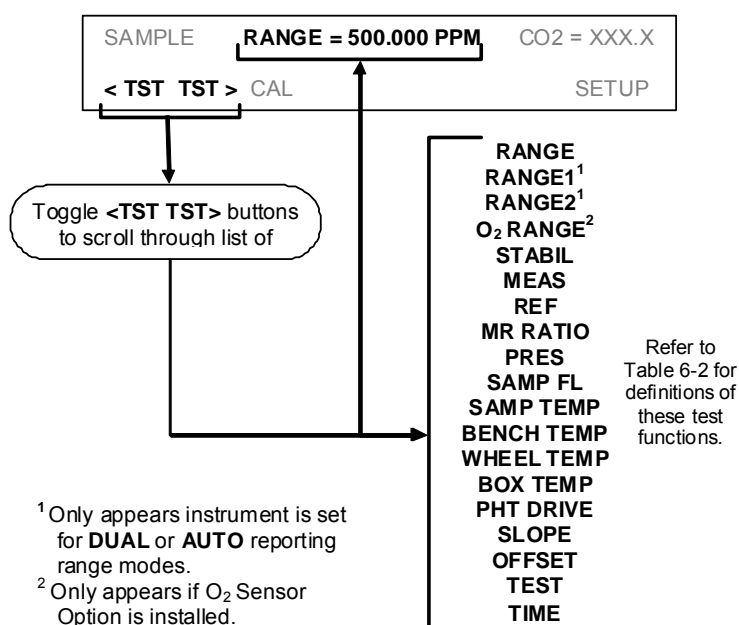 SAMPLE RANGE = 500.000 PPM CO2 = XXX.X
< TST TST > CAL SETUP
Toggle <TST TST> buttons
to scroll through list of
RANGE
RANGE1¹
RANGE2¹
O₂ RANGE²
STABIL
MEAS
REF
MR RATIO
PRES
SAMP FL
SAMP TEMP
BENCH TEMP
WHEEL TEMP
BOX TEMP
PHT DRIVE
SLOPE
OFFSET
TEST
TIME
Refer to
Table 6-2 for
definitions of
these test
functions.
¹ Only appears instrument is set
for DUAL or AUTO reporting
range modes.
² Only appears if O₂ Sensor
Option is installed.